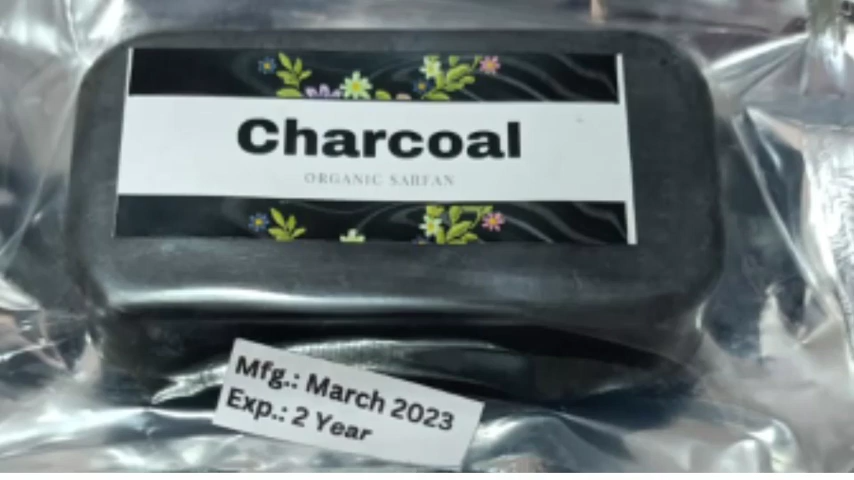 Charcoal
ORGANIC SARFAN
Mfg.: March 2023
Exp.: 2 Year